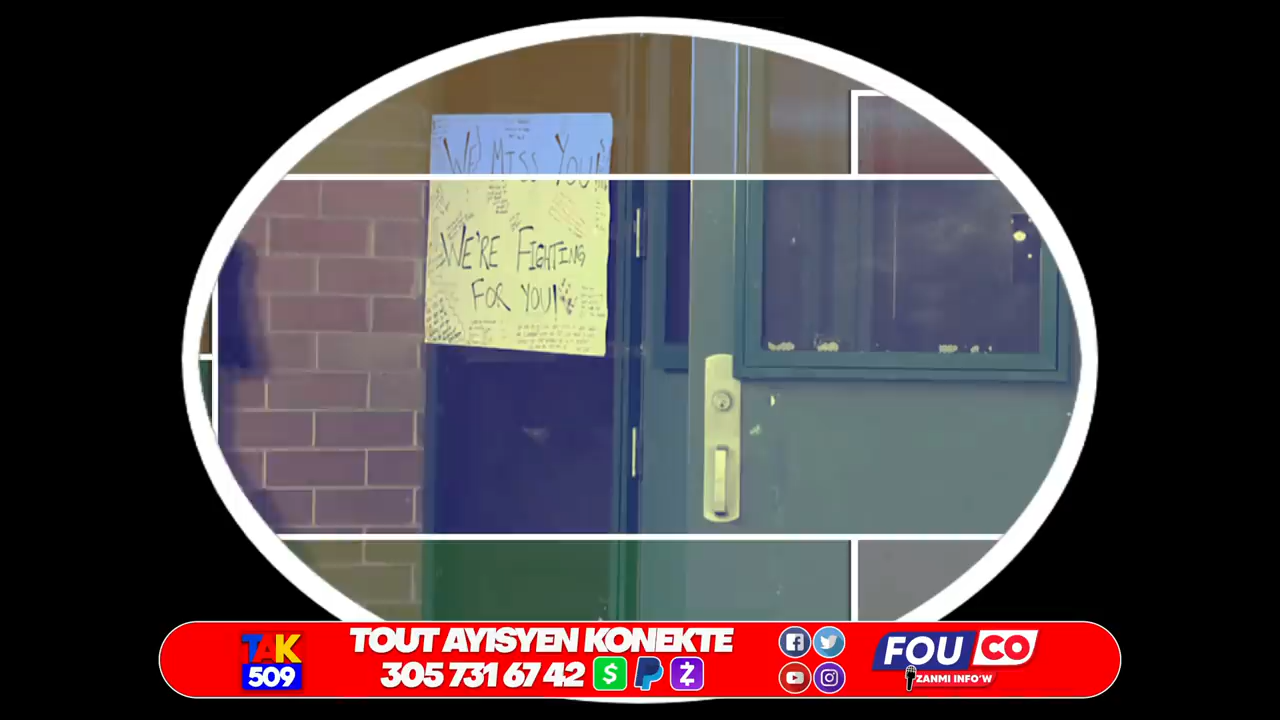 WE MISS YOU!
WE'RE FIGHTING
FOR YOU!
TAK
509
TOUT AYISYEN KONEKTE
305 731 67 42
FOU CO
ZANMI INFO'W